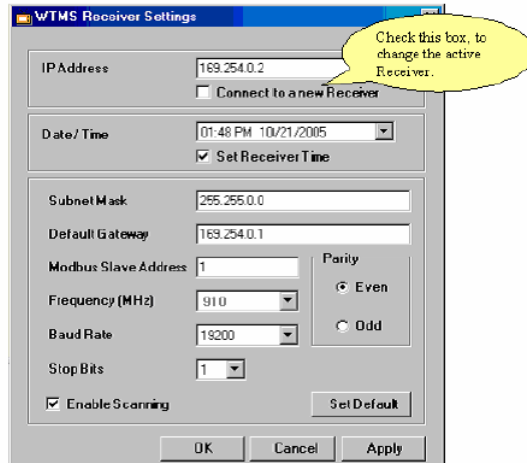 WTMS Receiver Settings
Check this box, to
change the active
Receiver.
IP Address 169.254.0.2
Connect to a new Receiver
Date / Time 01:48 PM 10/21/2005
Set Receiver Time
Subnet Mask 255.255.0.0
Default Gateway 169.254.0.1
Modbus Slave Address 1
Parity
Even
Frequency (MHz) 910
Odd
Baud Rate 19200
Stop Bits 1
Enable Scanning
Set Default
OK Cancel Apply